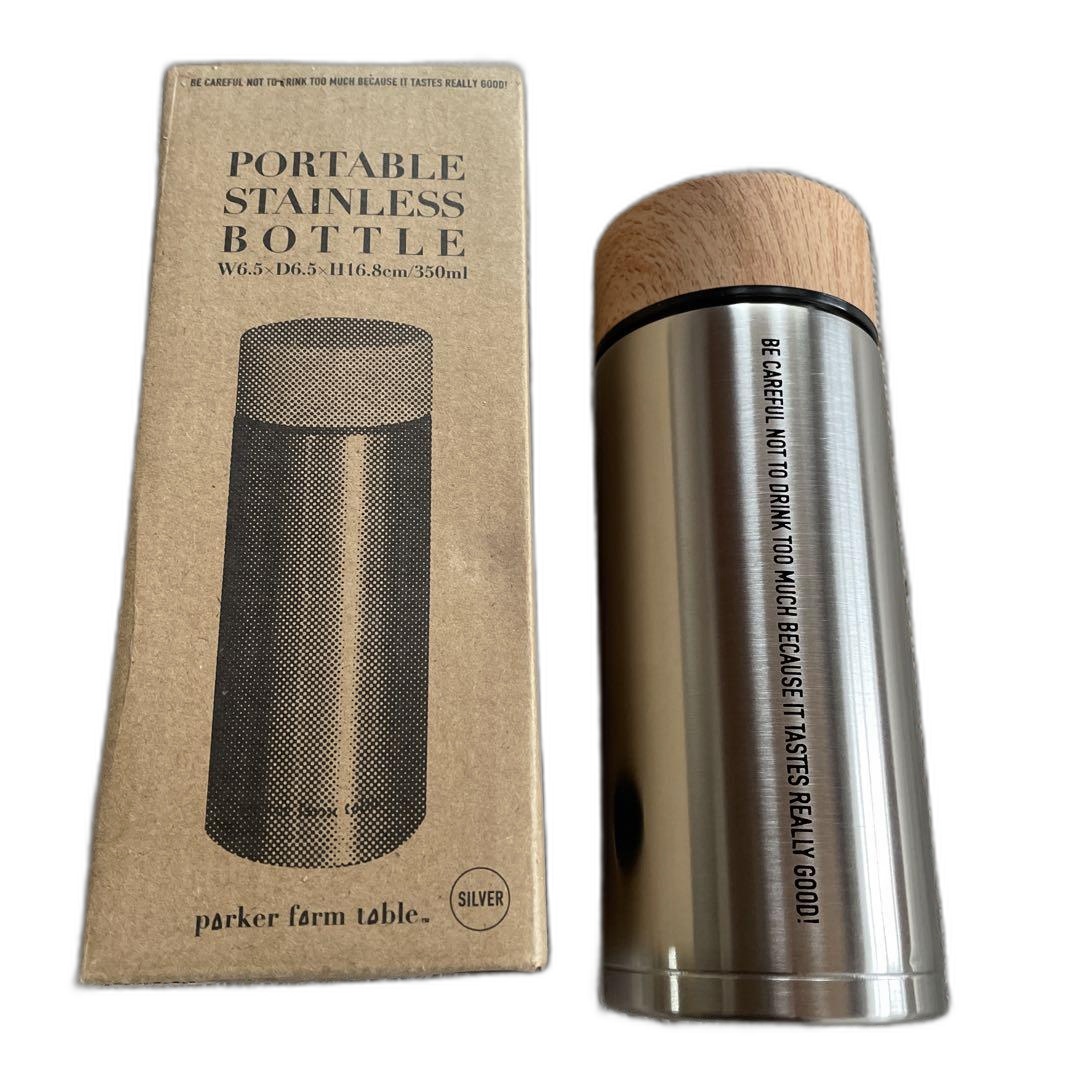 BE CAREFUL NOT TO DRINK TOO MUCH BECAUSE IT TASTES REALLY GOOD!
PORTABLE
STAINLESS
BOTTLE
W6.5×D6.5×H16.8cm/350ml
SILVER
parker farm table™
BE CAREFUL NOT TO DRINK TOO MUCH BECAUSE IT TASTES REALLY GOOD!